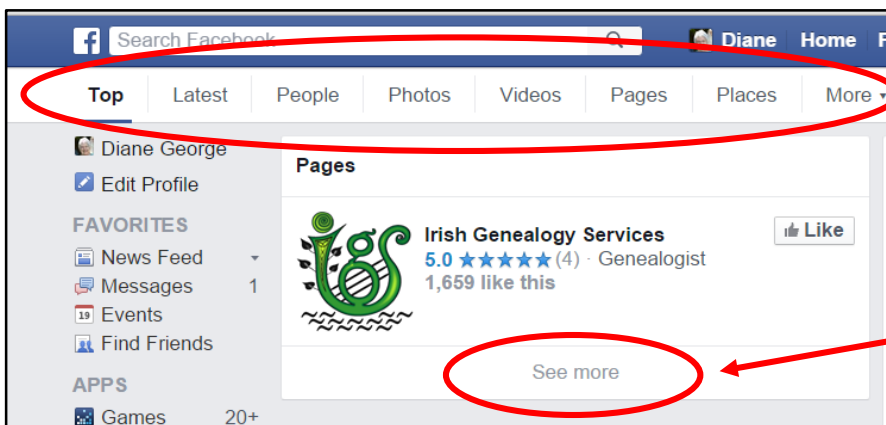 f Search Facebook Diane Home F
Top Latest People Photos Videos Pages Places More
Diane George
Edit Profile
FAVORITES
News Feed
Messages 1
19 Events
Find Friends
APPS
Games 20+
Pages
igs
Irish Genealogy Services
5.0 ★★★★★ (4) · Genealogist
1,659 like this
Like
See more